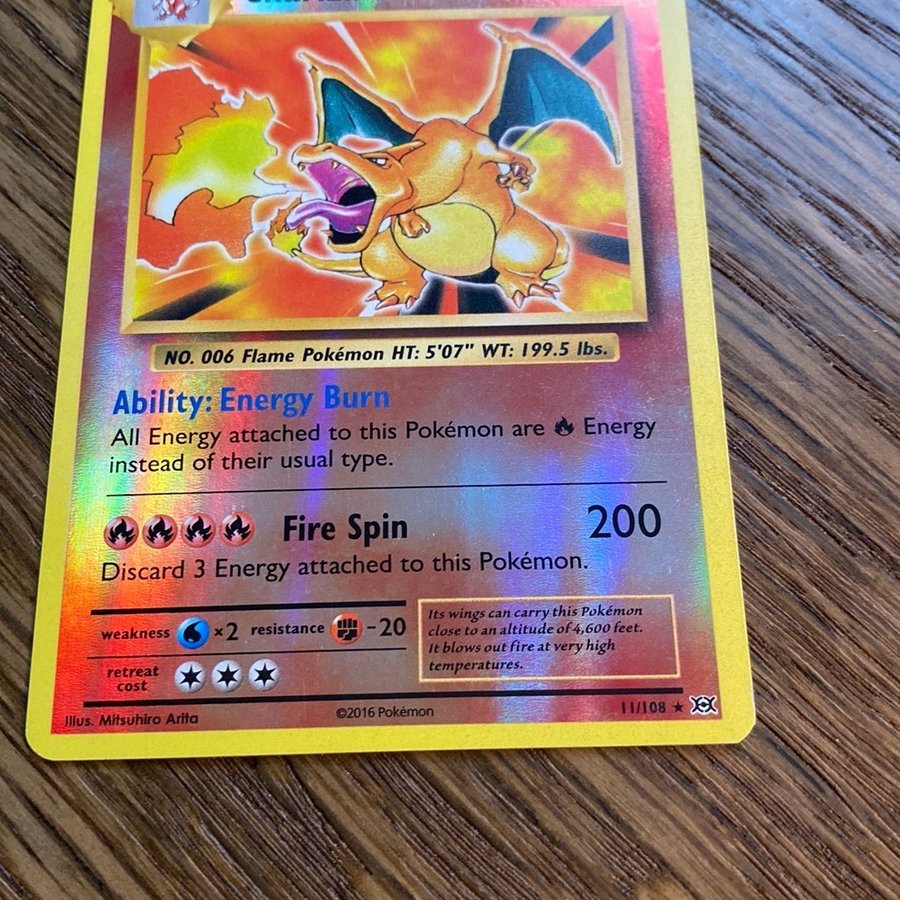 NO. 006 Flame Pokémon HT: 5'07" WT: 199.5 lbs.
Ability: Energy Burn
All Energy attached to this Pokémon are Energy
instead of their usual type.
Fire Spin 200
Discard 3 Energy attached to this Pokémon.
weakness ×2 resistance -20
retreat
cost
Its wings can carry this Pokémon
close to an altitude of 4,600 feet.
It blows out fire at very high
temperatures.
Illus. Mitsuhiro Arita ©2016 Pokémon 11/108 ★